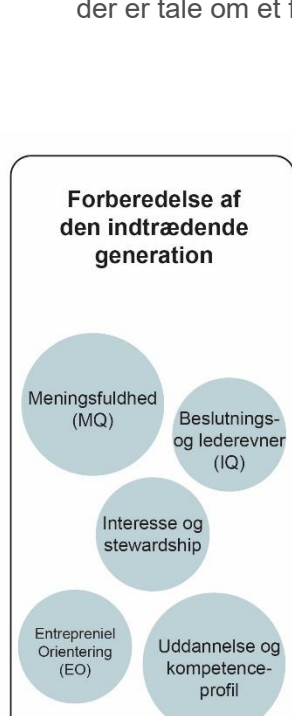 der er tale om et f
Forberedelse af
den indtrædende
generation
Meningsfuldhed
(MQ)
Beslutnings-
og lederevner
(IQ)
Interesse og
stewardship
Entrepreniel
Orientering
(EO)
Uddannelse og
kompetence-
profil